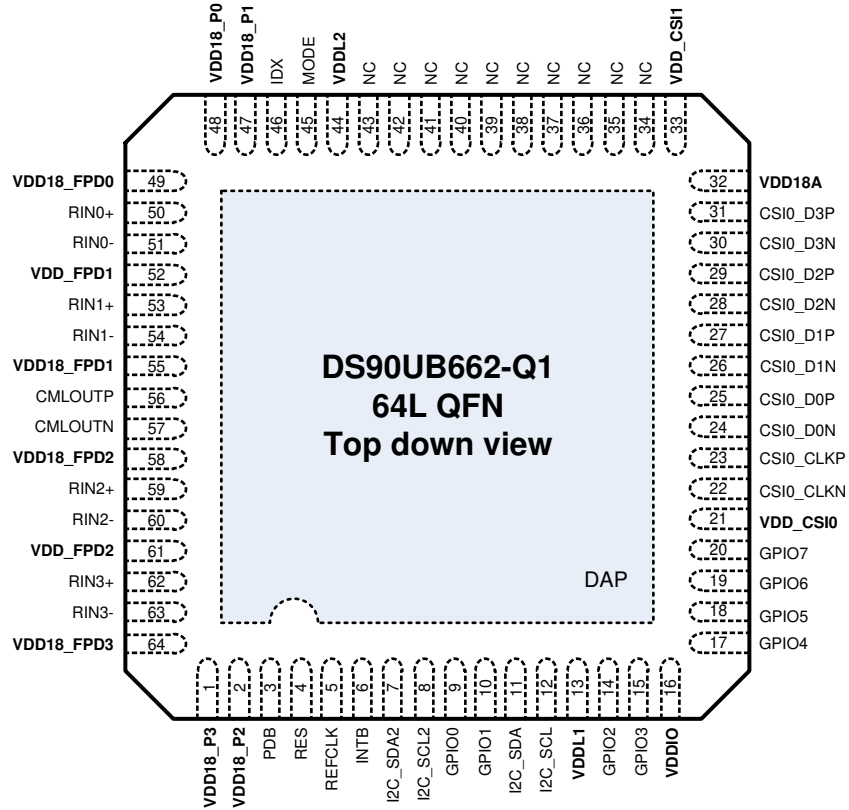 VDD18_P0
VDD18_P1
IDX
MODE
VDDL2
NC
NC
NC
NC
NC
NC
NC
NC
NC
NC
VDD_CSI1
48
47
46
45
44
43
42
41
40
39
38
37
36
35
34
33
VDD18_FPD0 49
RIN0+ 50
RIN0- 51
VDD_FPD1 52
RIN1+ 53
RIN1- 54
VDD18_FPD1 55
CMLOUTP 56
CMLOUTN 57
VDD18_FPD2 58
RIN2+ 59
RIN2- 60
VDD_FPD2 61
RIN3+ 62
RIN3- 63
VDD18_FPD3 64
DS90UB662-Q1
64L QFN
Top down view
DAP
32 VDD18A
31 CSI0_D3P
30 CSI0_D3N
29 CSI0_D2P
28 CSI0_D2N
27 CSI0_D1P
26 CSI0_D1N
25 CSI0_D0P
24 CSI0_D0N
23 CSI0_CLKP
22 CSI0_CLKN
21 VDD_CSI0
20 GPIO7
19 GPIO6
18 GPIO5
17 GPIO4
1
2
3
4
5
6
7
8
9
10
11
12
13
14
15
16
VDD18_P3
VDD18_P2
PDB
RES
REFCLK
INTB
I2C_SDA2
I2C_SCL2
GPIO0
GPIO1
I2C_SDA
I2C_SCL
VDDL1
GPIO2
GPIO3
VDDIO